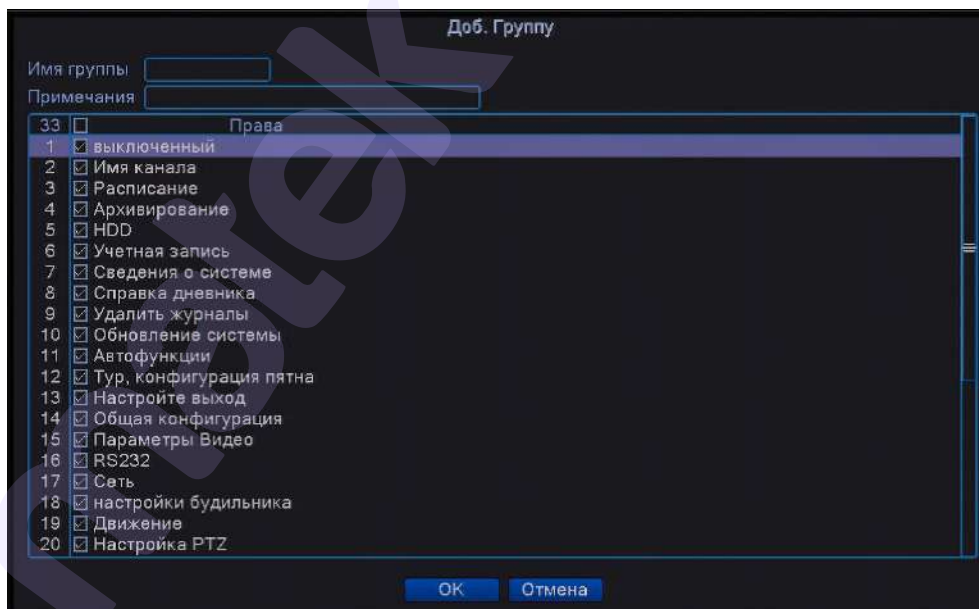 Доб. Группу
Имя группы
Примечания
33 Права
1 выключенный
2 Имя канала
3 Расписание
4 Архивирование
5 HDD
6 Учетная запись
7 Сведения о системе
8 Справка дневника
9 Удалить журналы
10 Обновление системы
11 Автофункции
12 Тур, конфигурация пятна
13 Настройте выход
14 Общая конфигурация
15 Параметры Видео
16 RS232
17 Сеть
18 настройки будильника
19 Движение
20 Настройка PTZ
OK Отмена